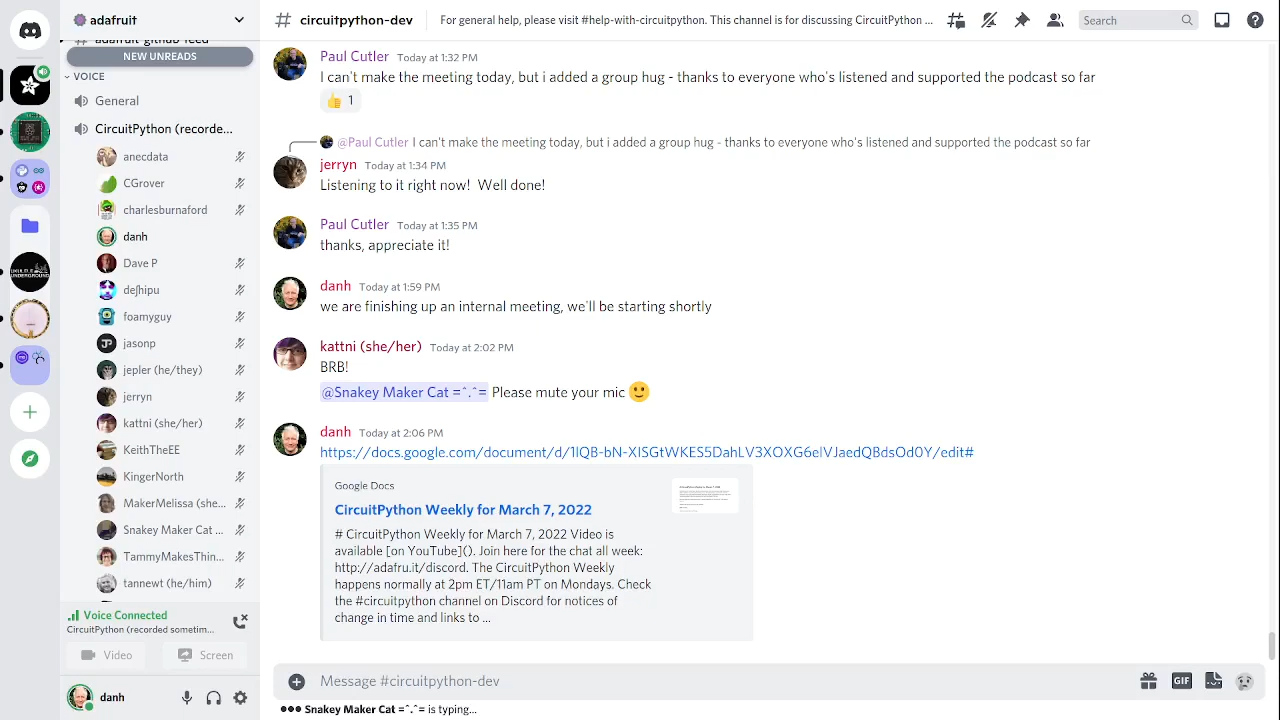 adafruit
# circuitpython-dev
For general help, please visit #help-with-circuitpython. This channel is for discussing CircuitPython ...
Search
adafruit-github-feed
NEW UNREADS
VOICE
General
CircuitPython (recorde...
anecdata
CGrover
charlesburnaford
danh
Dave P
deʃhipu
foamyguy
jasonp
jepler (he/they)
jerryn
kattni (she/her)
KeithTheEE
KingerNorth
Makermelissa (she...
Snakey Maker Cat ...
TammyMakesThin...
tannewt (he/him)
Voice Connected
CircuitPython (recorded sometim...
Video
Screen
danh
Paul Cutler Today at 1:32 PM
I can't make the meeting today, but i added a group hug - thanks to everyone who's listened and supported the podcast so far
👍 1
@Paul Cutler I can't make the meeting today, but i added a group hug - thanks to everyone who's listened and supported the podcast so far
jerryn Today at 1:34 PM
Listening to it right now! Well done!
Paul Cutler Today at 1:35 PM
thanks, appreciate it!
danh Today at 1:59 PM
we are finishing up an internal meeting, we'll be starting shortly
kattni (she/her) Today at 2:02 PM
BRB!
@Snakey Maker Cat =^.^= Please mute your mic 🙂
danh Today at 2:06 PM
https://docs.google.com/document/d/1IQB-bN-XISGtWKES5DahLV3XOXG6elVJaedQBdsOd0Y/edit#
Google Docs
CircuitPython Weekly for March 7, 2022
# CircuitPython Weekly for March 7, 2022 Video is
available [on YouTube](). Join here for the chat all week:
http://adafru.it/discord. The CircuitPython Weekly
happens normally at 2pm ET/11am PT on Mondays. Check
the #circuitpython channel on Discord for notices of
change in time and links to ...
Message #circuitpython-dev
GIF
Snakey Maker Cat =^.^= is typing...